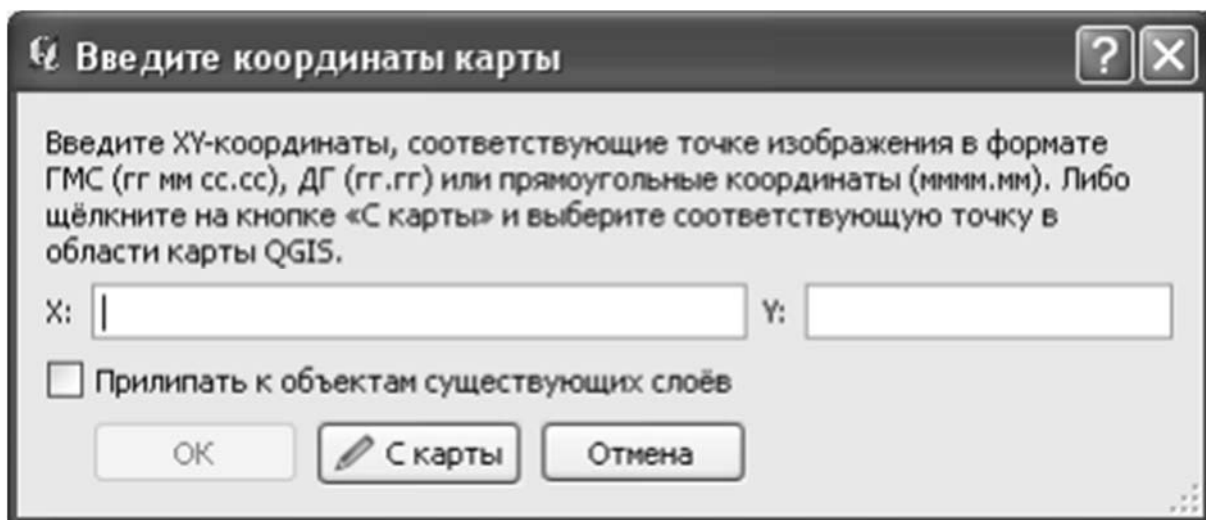 Введите координаты карты
Введите XY-координаты, соответствующие точке изображения в формате
ГМС (гг мм сс.сс), ДГ (гг.гг) или прямоугольные координаты (мммм.мм). Либо
щёлкните на кнопке «С карты» и выберите соответствующую точку в
области карты QGIS.
X: Y:
Прилипать к объектам существующих слоёв
ОК С карты Отмена